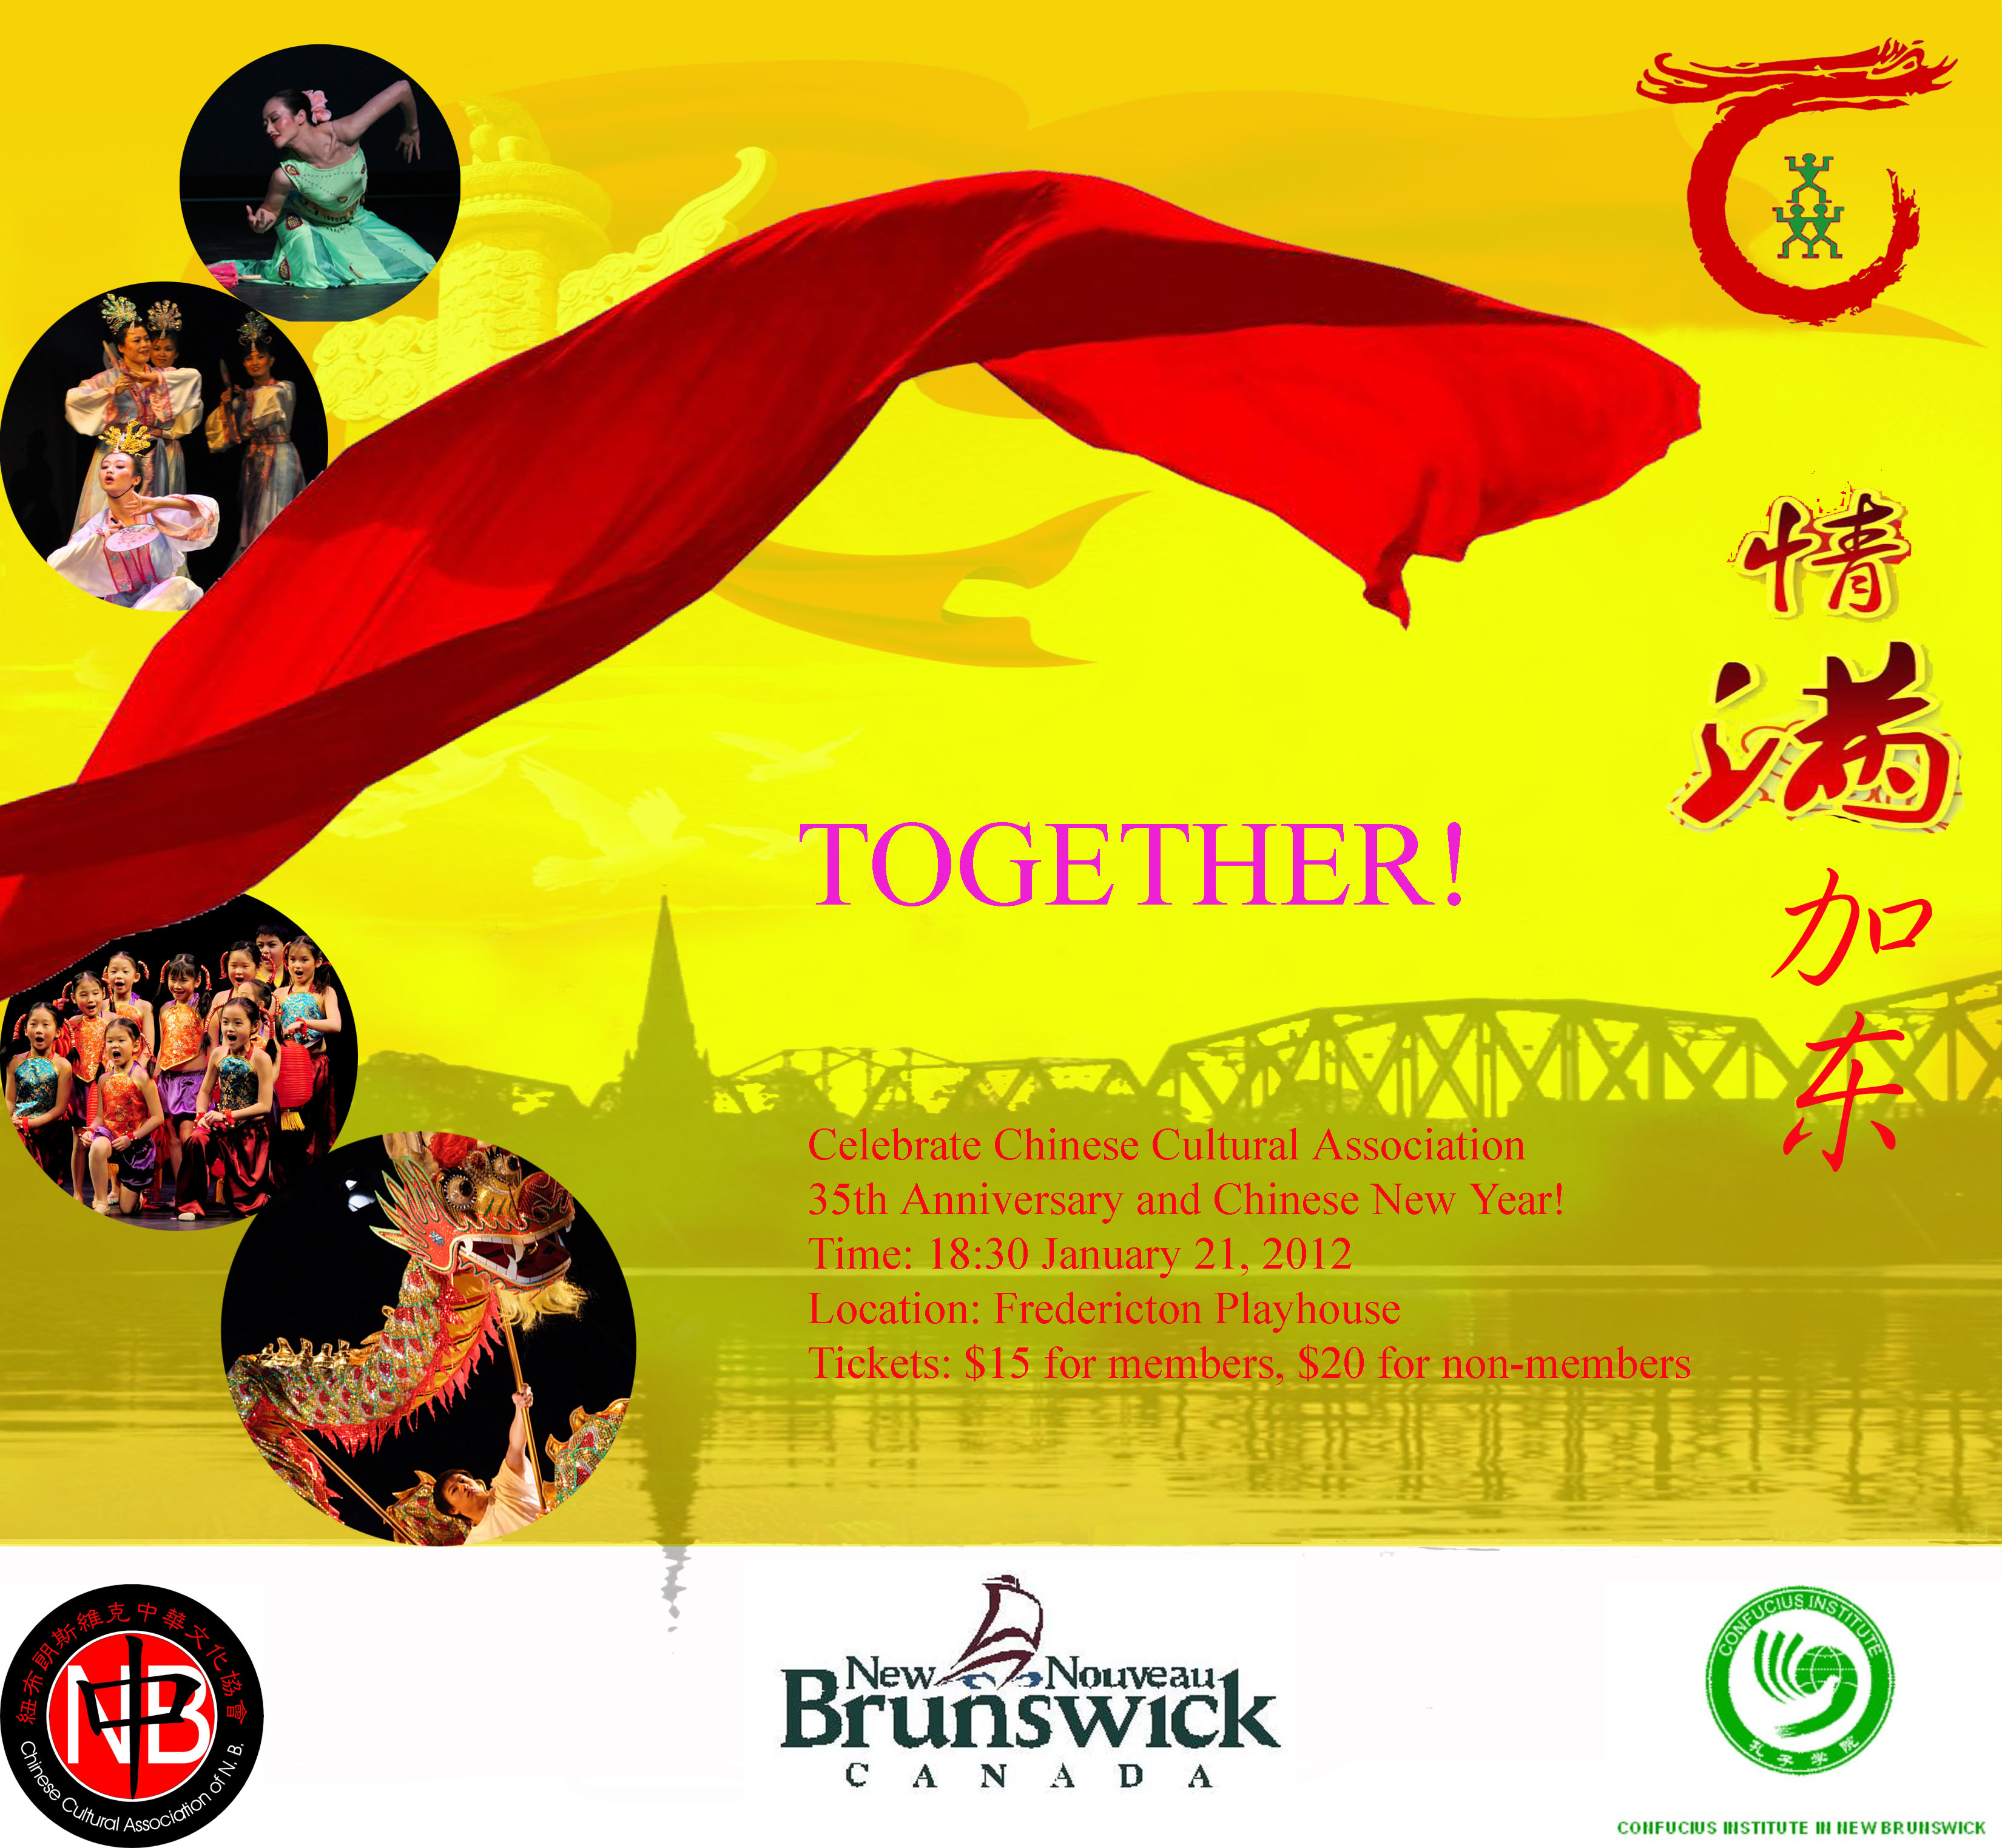 情
满
加
东
TOGETHER!
Celebrate Chinese Cultural Association
35th Anniversary and Chinese New Year!
Time: 18:30 January 21, 2012
Location: Fredericton Playhouse
Tickets: $15 for members, $20 for non-members
紐布朗斯維克中華文化協會
NB
中
Chinese Cultural Association of N. B.
New Nouveau
Brunswick
CANADA
CONFUCIUS INSTITUTE
孔子学院
CONFUCIUS INSTITUTE IN NEW BRUNSWICK